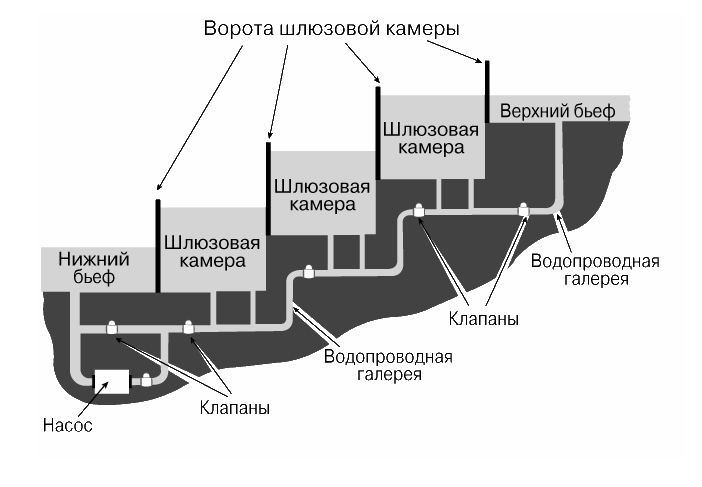 Ворота шлюзовой камеры
Верхний бьеф
Шлюзовая
камера
Шлюзовая
камера
Шлюзовая
камера
Нижний
бьеф
Водопроводная
галерея
Клапаны
Водопроводная
галерея
Клапаны
Насос